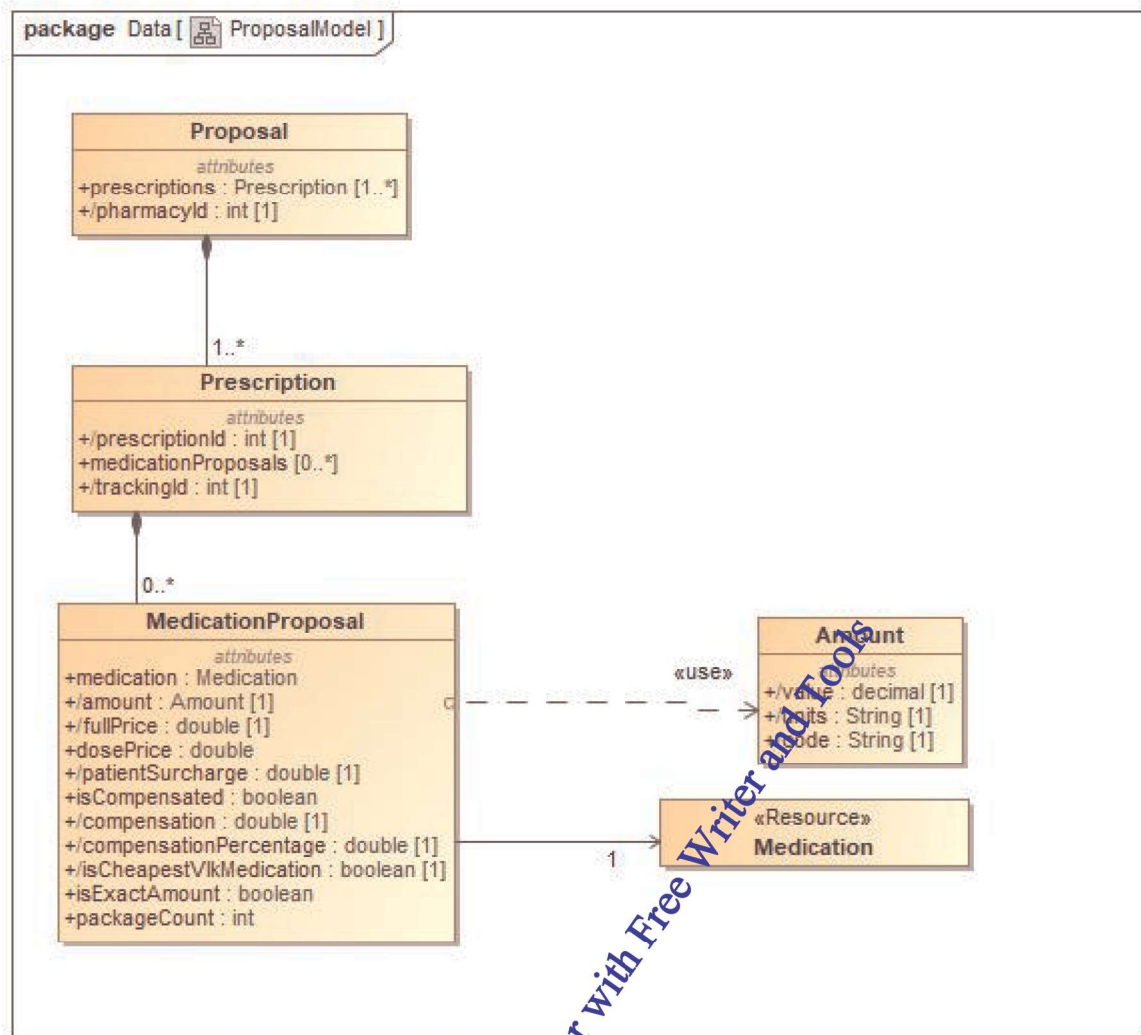 package Data [ ProposalModel ]
Proposal
attributes
+prescriptions : Prescription [1..*]
+/pharmacyId : int [1]
1..*
Prescription
attributes
+/prescriptionId : int [1]
+medicationProposals [0..*]
+/trackingId : int [1]
0..*
MedicationProposal
attributes
+medication : Medication
+/amount : Amount [1]
+/fullPrice : double [1]
+dosePrice : double
+/patientSurcharge : double [1]
+isCompensated : boolean
+/compensation : double [1]
+/compensationPercentage : double [1]
+/isCheapestVlkMedication : boolean [1]
+isExactAmount : boolean
+packageCount : int
«use»
Amount
attributes
+/value : decimal [1]
+/units : String [1]
+/code : String [1]
1
«Resource»
Medication
with Free Writer and Tools